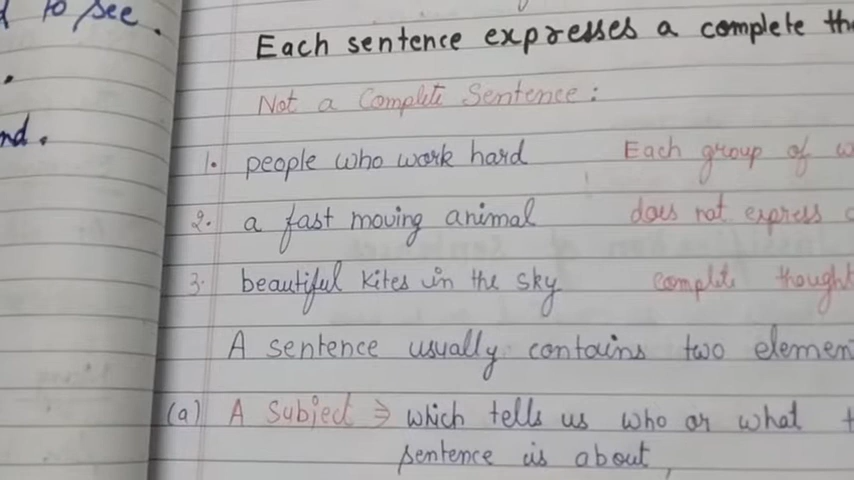 to see.
nd.
Each sentence expresses a complete th
Not a Complete Sentence:
1. people who work hard Each group of w
2. a fast moving animal does not express
3. beautiful kites in the sky complete thought
A sentence usually contains two elemen
(a) A Subject ⇒ which tells us who or what t
sentence is about,